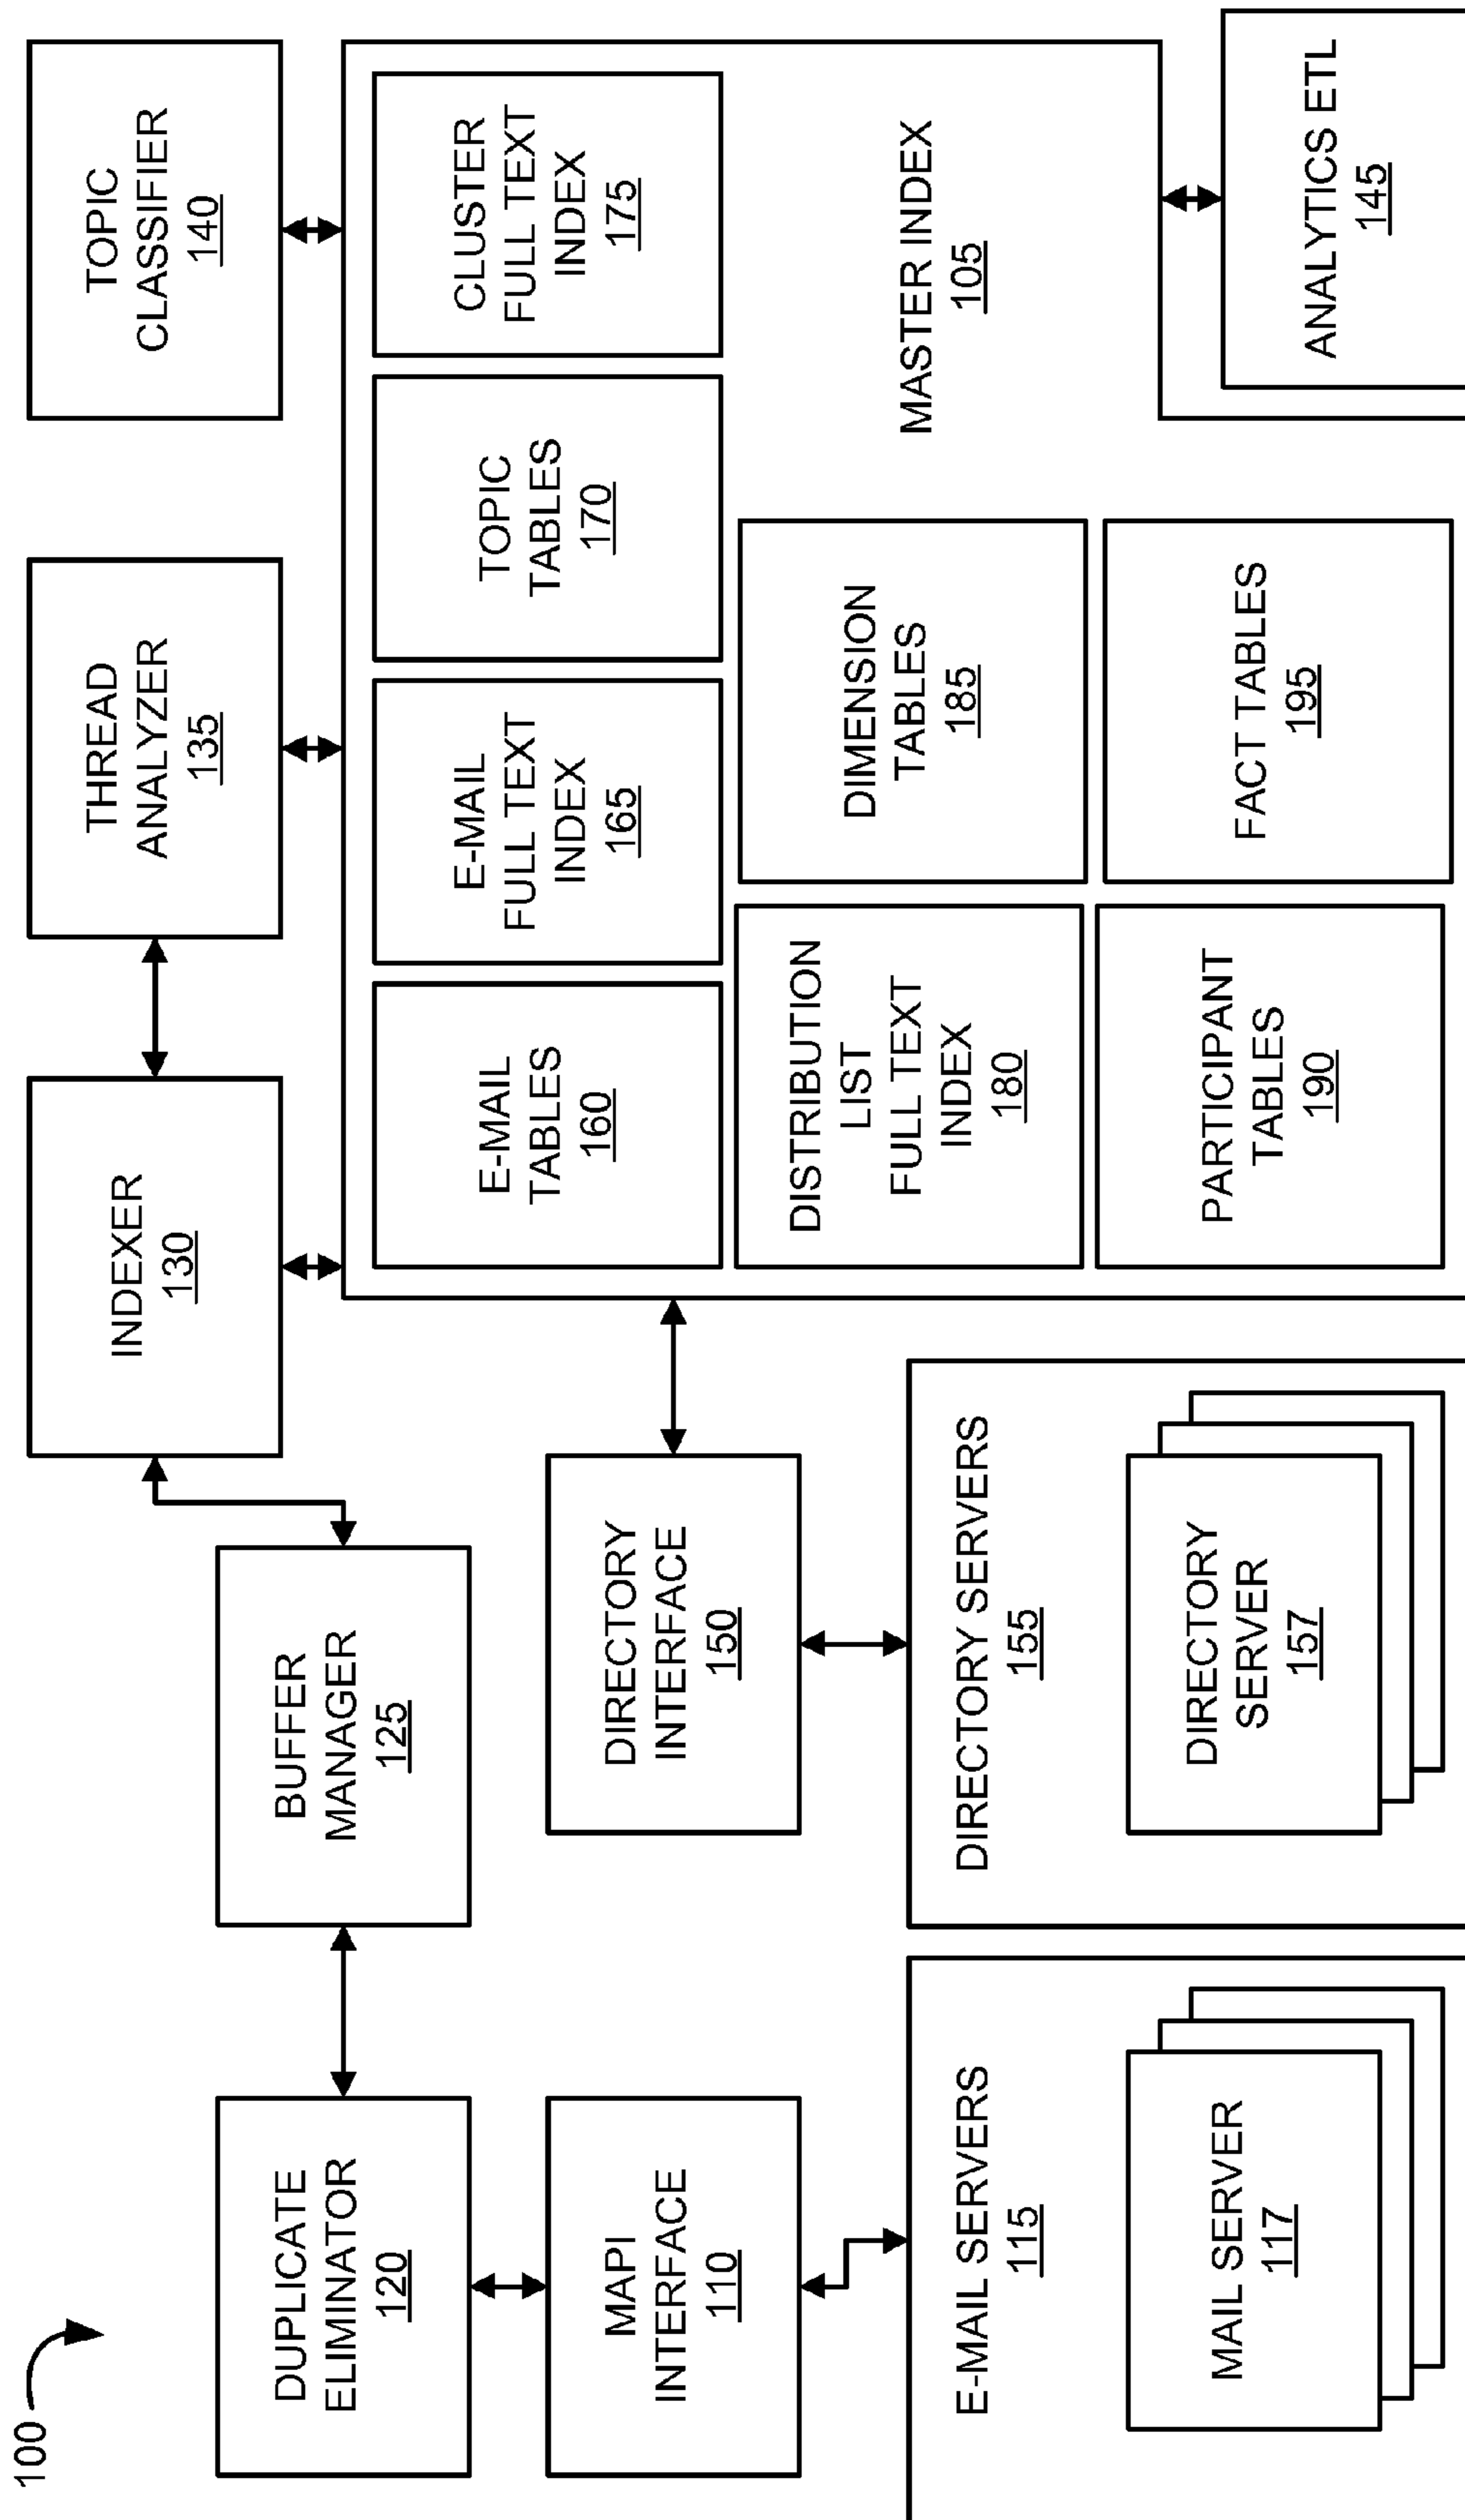 100
DUPLICATE
ELIMINATOR
120
BUFFER
MANAGER
125
INDEXER
130
THREAD
ANALYZER
135
TOPIC
CLASSIFIER
140
MAPI
INTERFACE
110
DIRECTORY
INTERFACE
150
E-MAIL SERVERS
115
MAIL SERVER
117
DIRECTORY SERVERS
155
DIRECTORY
SERVER
157
E-MAIL
TABLES
160
E-MAIL
FULL TEXT
INDEX
165
TOPIC
TABLES
170
CLUSTER
FULL TEXT
INDEX
175
DISTRIBUTION
LIST
FULL TEXT
INDEX
180
DIMENSION
TABLES
185
MASTER INDEX
105
PARTICIPANT
TABLES
190
FACT TABLES
195
ANALYTICS ETL
145